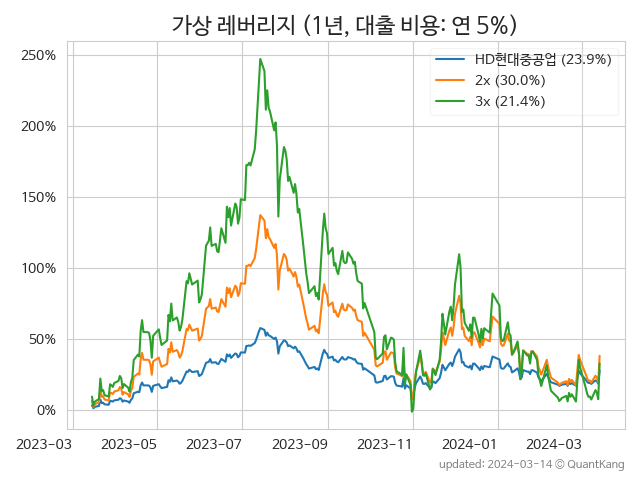 가상 레버리지 (1년, 대출 비용: 연 5%)
250%
200%
150%
100%
50%
0%
HD현대중공업 (23.9%)
2x (30.0%)
3x (21.4%)
2023-03
2023-05
2023-07
2023-09
2023-11
2024-01
2024-03
updated: 2024-03-14 © QuantKang